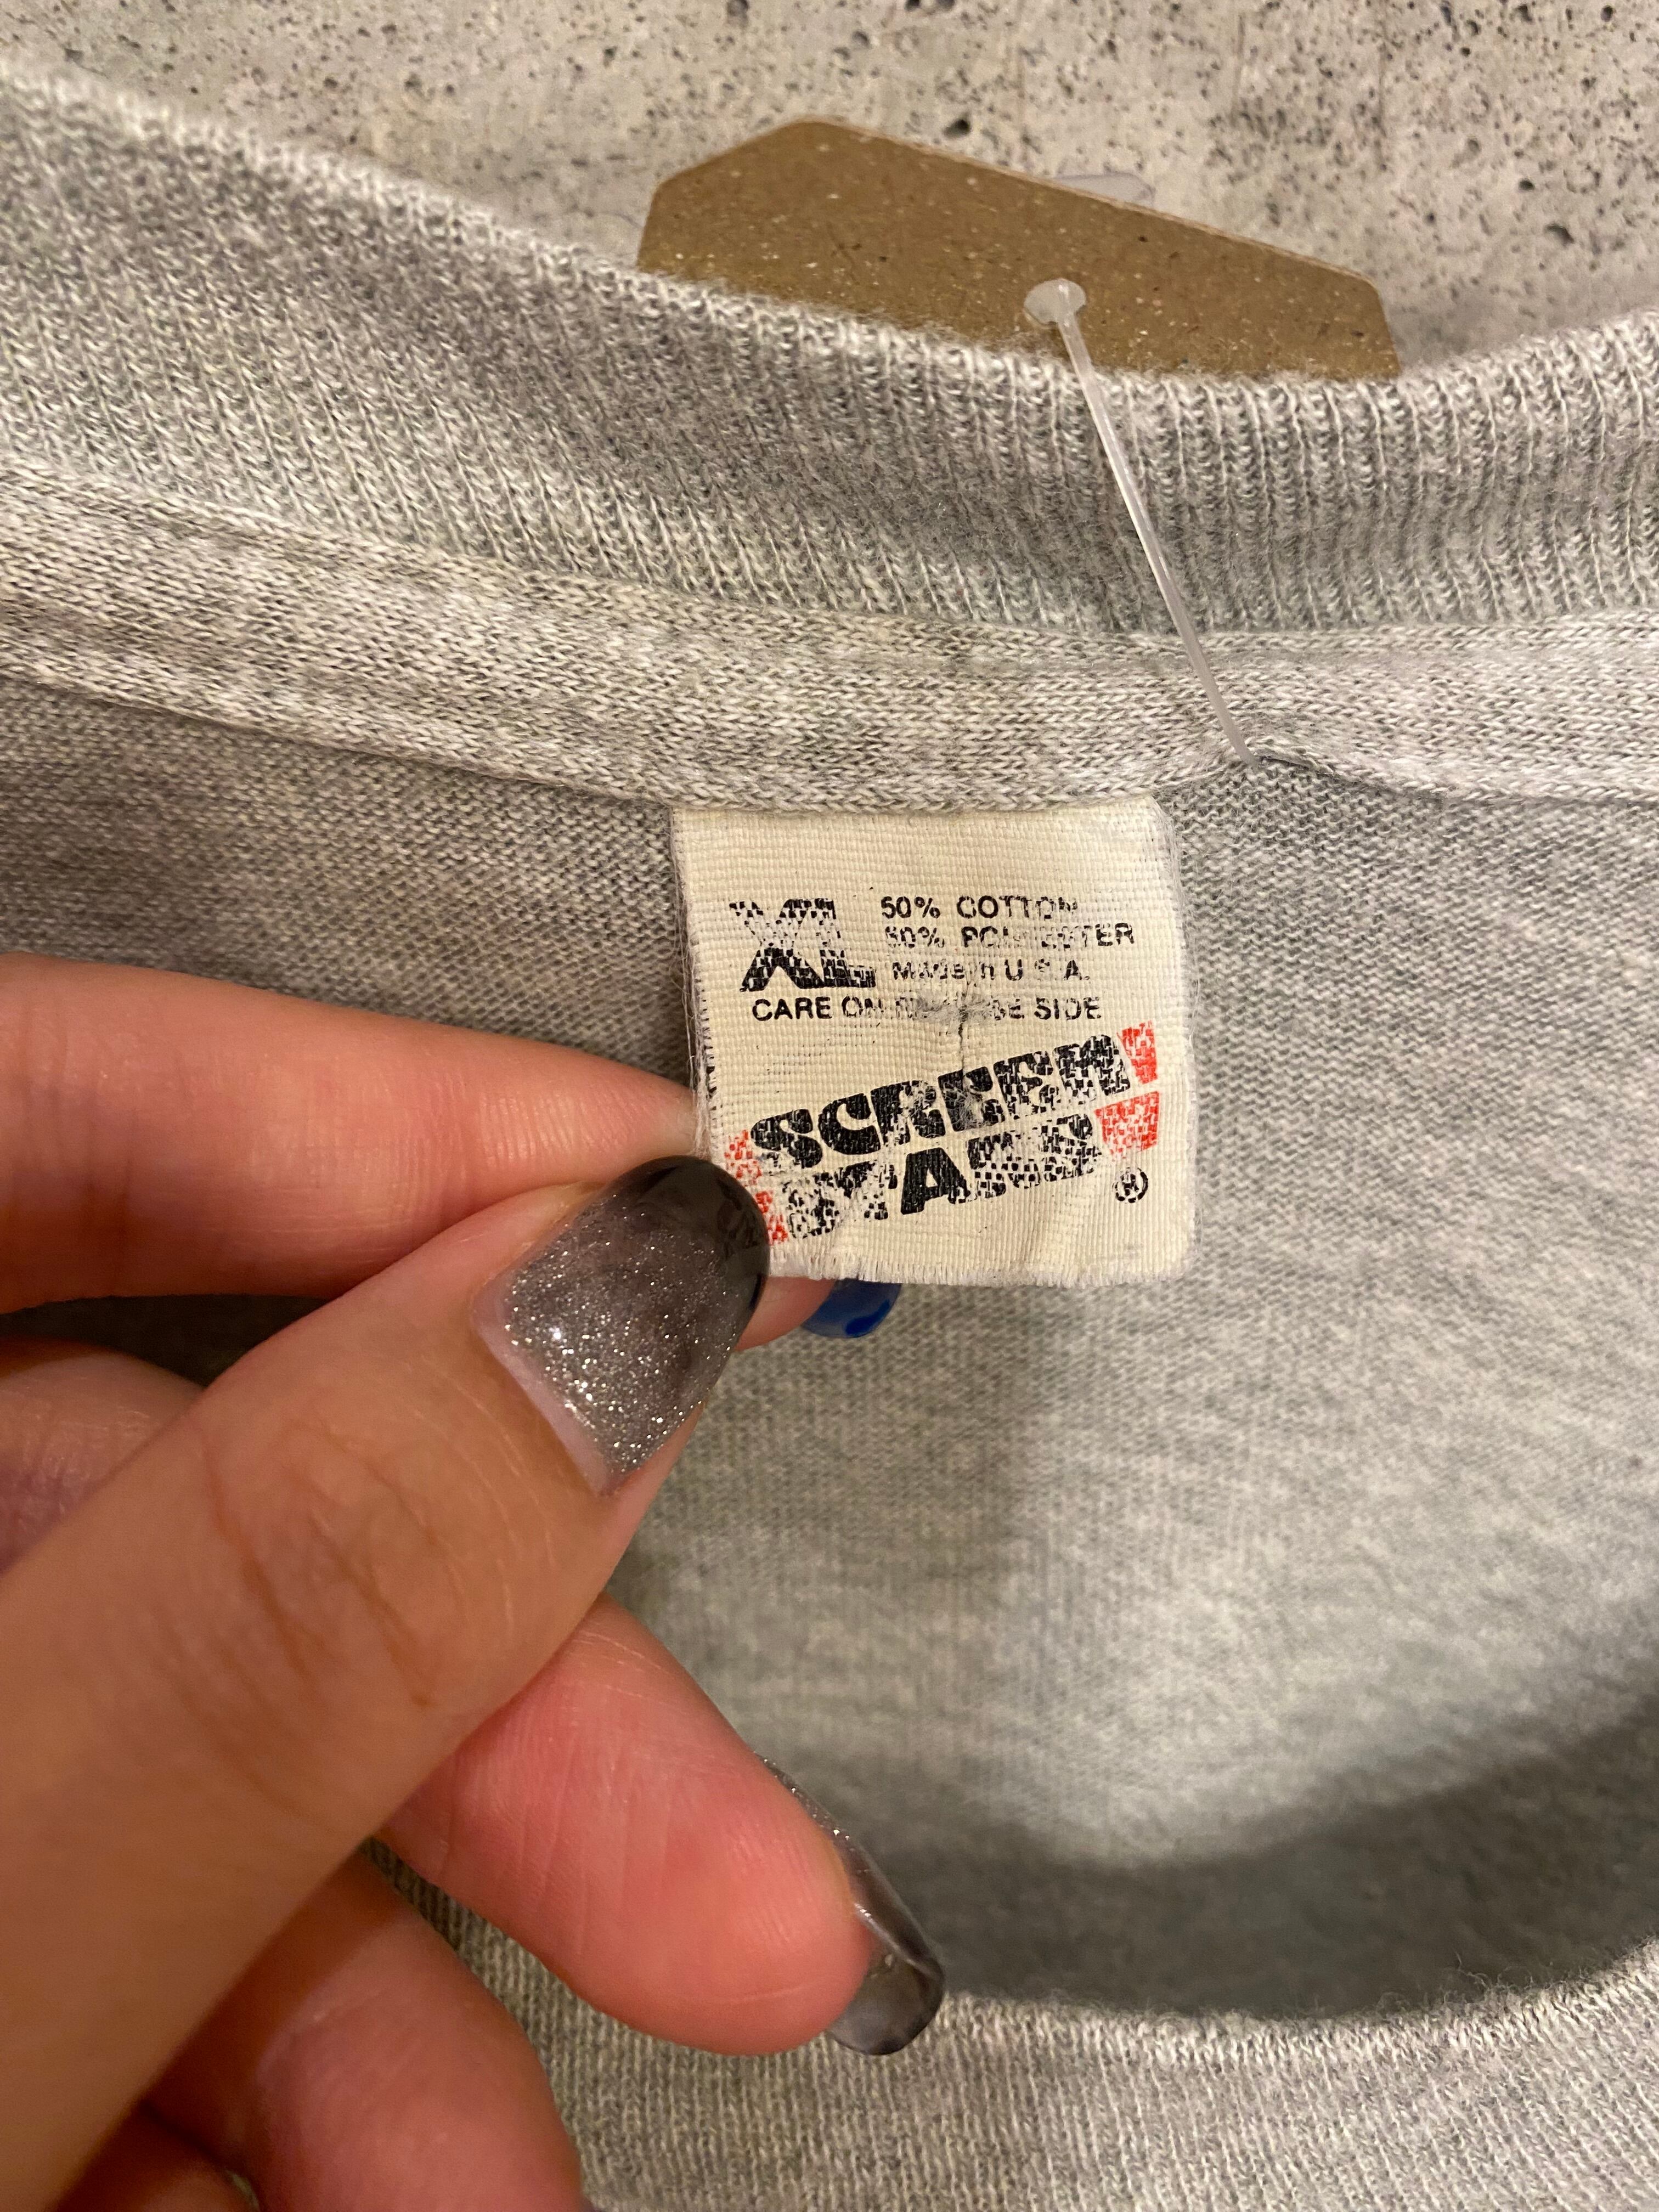 XL
50% COTTON
50% POLYESTER
Made in U.S.A.
CARE ON REVERSE SIDE
SCREEN
STARS
®